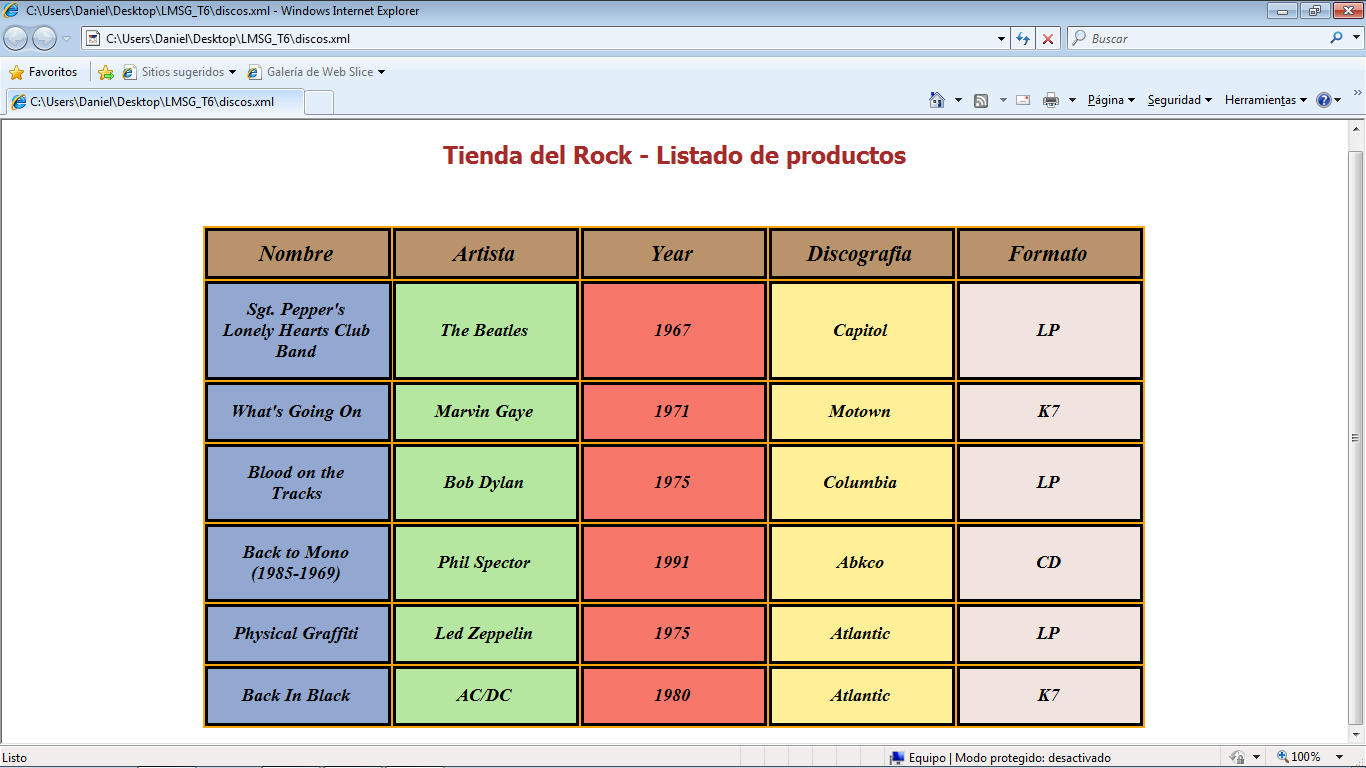 C:\Users\Daniel\Desktop\LMSG_T6\discos.xml - Windows Internet Explorer
C:\Users\Daniel\Desktop\LMSG_T6\discos.xml
Buscar
Favoritos
Sitios sugeridos
Galería de Web Slice
C:\Users\Daniel\Desktop\LMSG_T6\discos.xml
Página
Seguridad
Herramientas
Tienda del Rock - Listado de productos
Nombre Artista Year Discografia Formato
Sgt. Pepper's
Lonely Hearts Club
Band
The Beatles 1967 Capitol LP
What's Going On Marvin Gaye 1971 Motown K7
Blood on the
Tracks
Bob Dylan 1975 Columbia LP
Back to Mono
(1985-1969)
Phil Spector 1991 Abkco CD
Physical Graffiti Led Zeppelin 1975 Atlantic LP
Back In Black AC/DC 1980 Atlantic K7
Listo
Equipo | Modo protegido: desactivado
100%